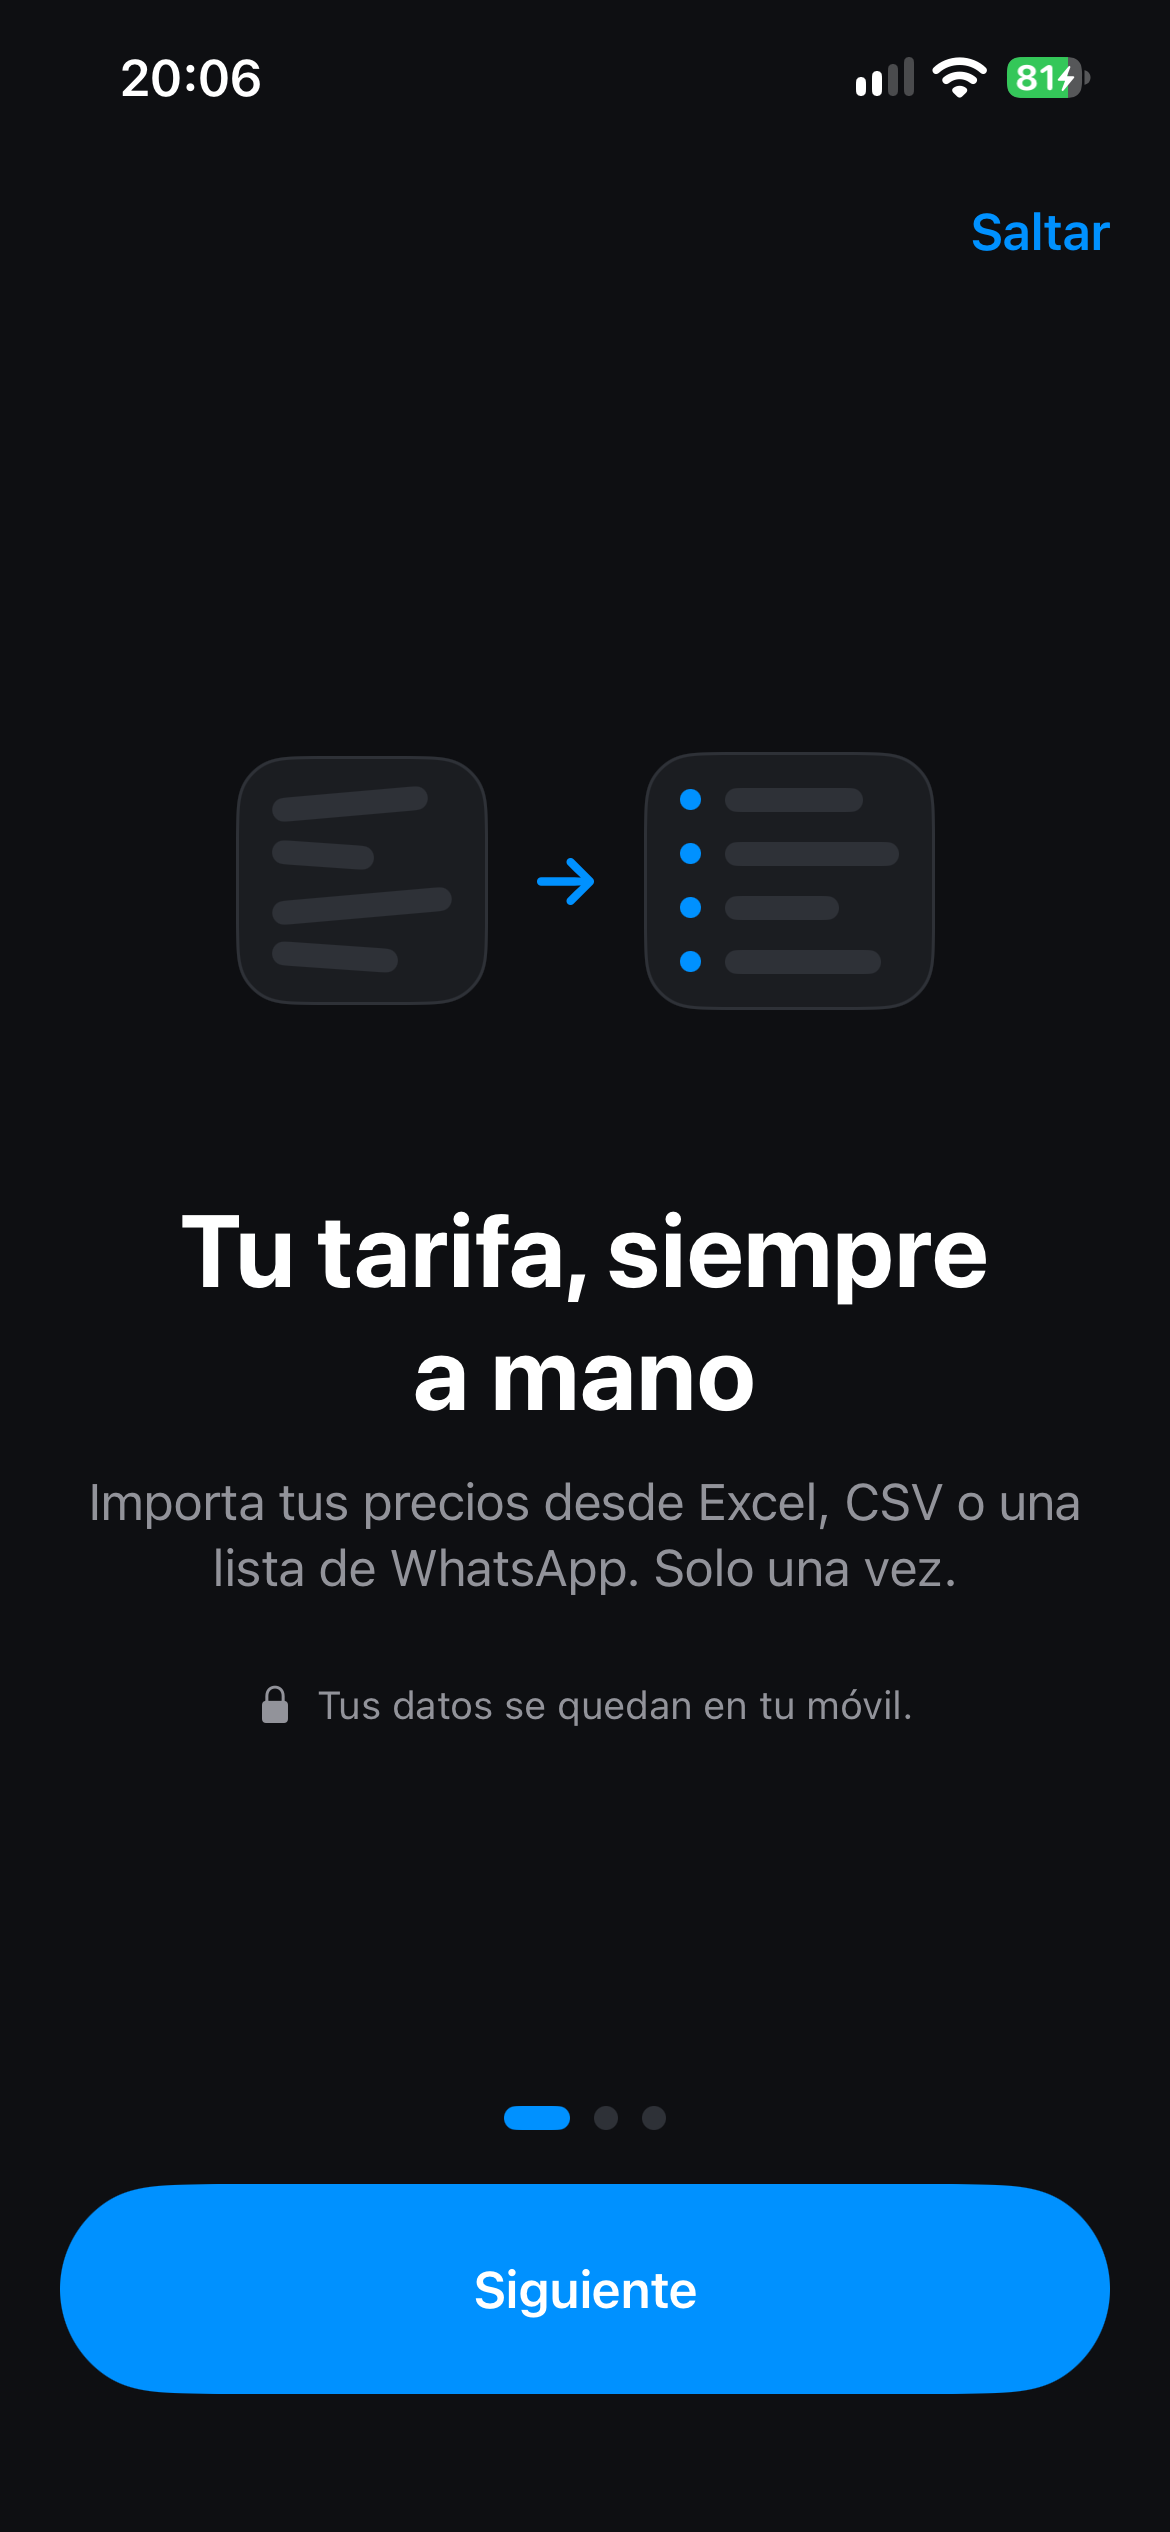 20:06
81
Saltar
Tu tarifa, siempre
a mano
Importa tus precios desde Excel, CSV o una
lista de WhatsApp. Solo una vez.
Tus datos se quedan en tu móvil.
Siguiente